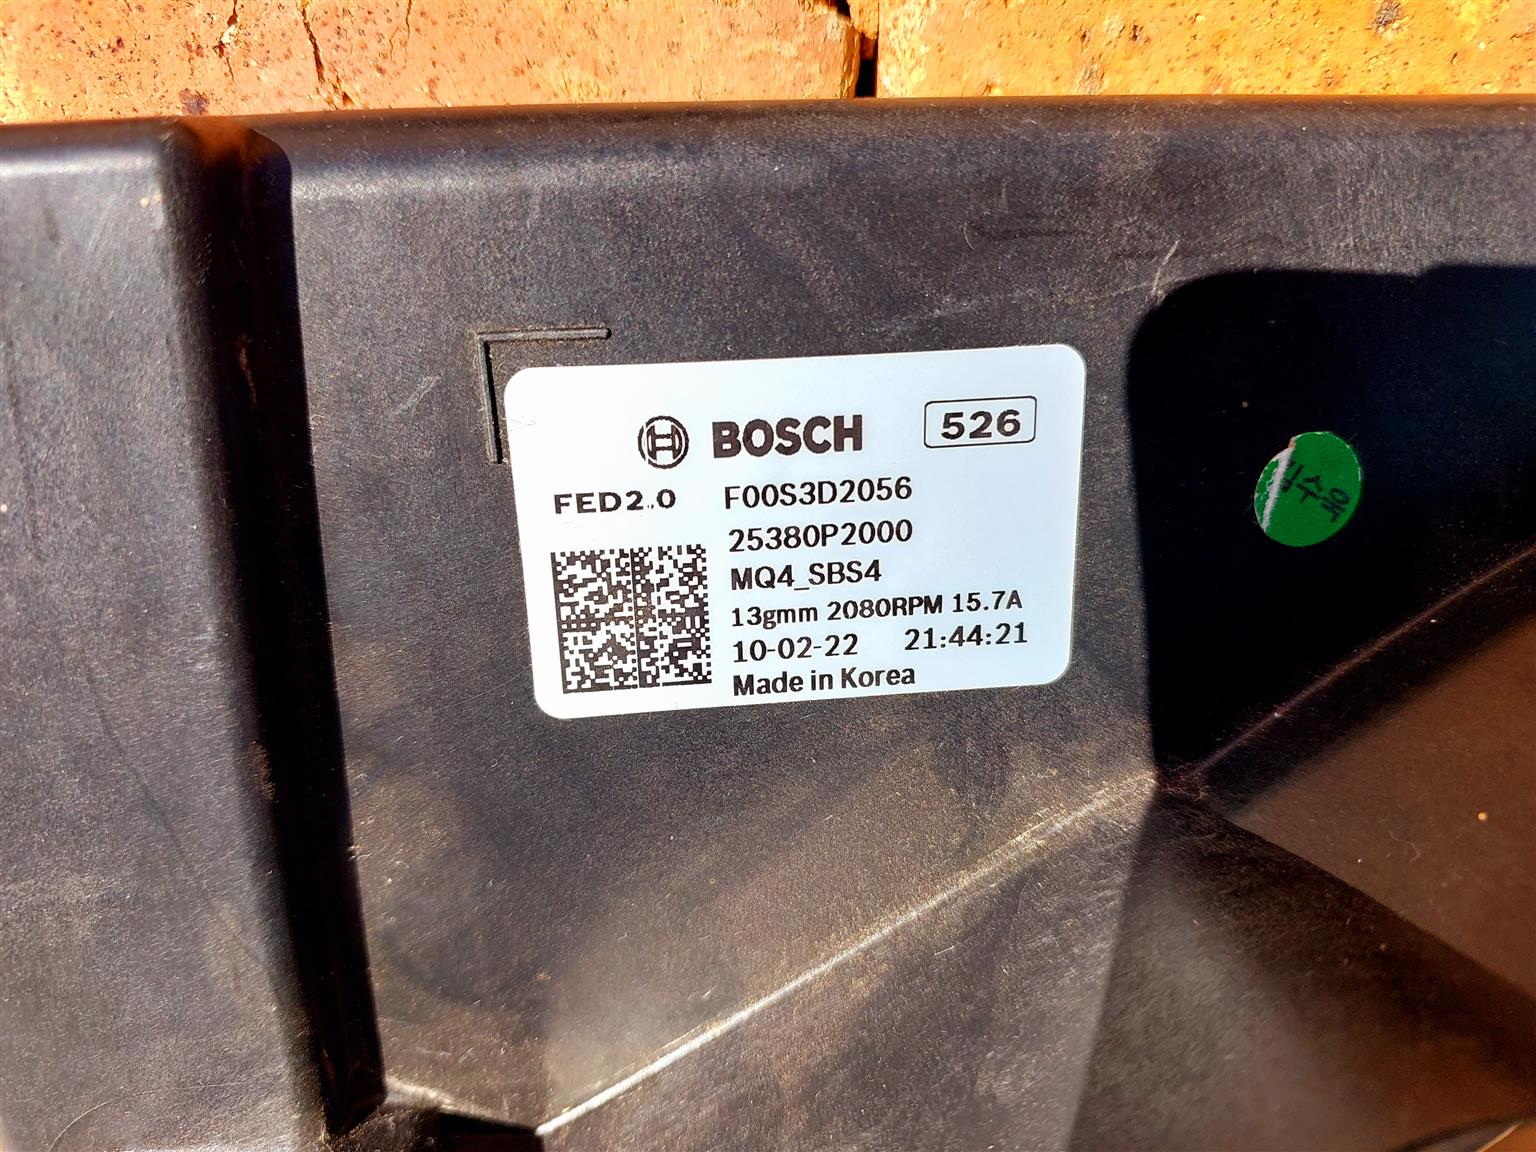 BOSCH 526
FED2.0 F00S3D2056
25380P2000
MQ4_SBS4
13gmm 2080RPM 15.7A
10-02-22 21:44:21
Made in Korea